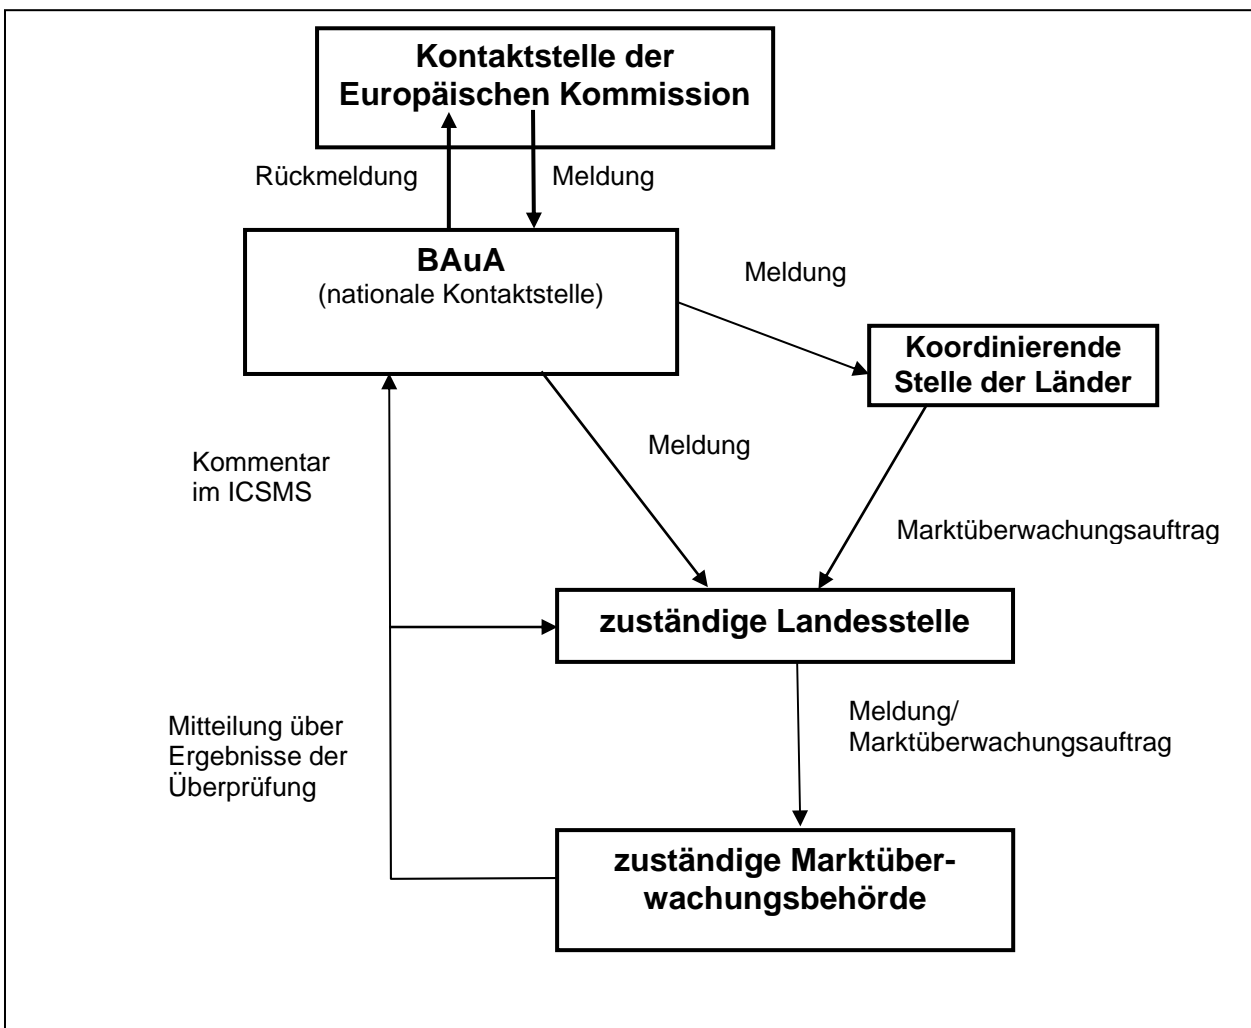 Kontaktstelle der
Europäischen Kommission
Rückmeldung
Meldung
BAuA
(nationale Kontaktstelle)
Meldung
Koordinierende
Stelle der Länder
Meldung
Kommentar
im ICSMS
Marktüberwachungsauftrag
zuständige Landesstelle
Mitteilung über
Ergebnisse der
Überprüfung
Meldung/
Marktüberwachungsauftrag
zuständige Marktüber-
wachungsbehörde